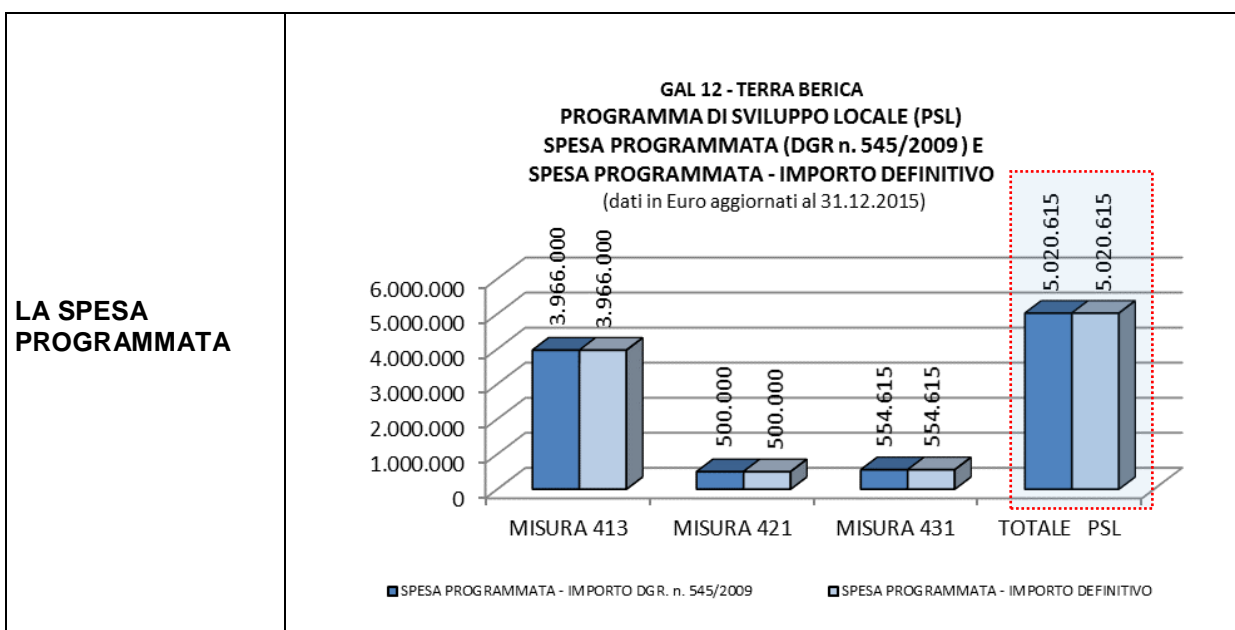 LA SPESA
PROGRAMMATA
GAL 12 - TERRA BERICA
PROGRAMMA DI SVILUPPO LOCALE (PSL)
SPESA PROGRAMMATA (DGR n. 545/2009 ) E
SPESA PROGRAMMATA - IMPORTO DEFINITIVO
(dati in Euro aggiornati al 31.12.2015)
6.000.000
5.000.000
4.000.000
3.000.000
2.000.000
1.000.000
0
3.966.000
3.966.000
500.000
500.000
554.615
554.615
5.020.615
5.020.615
MISURA 413
MISURA 421
MISURA 431
TOTALE PSL
SPESA PROGRAMMATA - IMPORTO DGR. n. 545/2009
SPESA PROGRAMMATA - IMPORTO DEFINITIVO